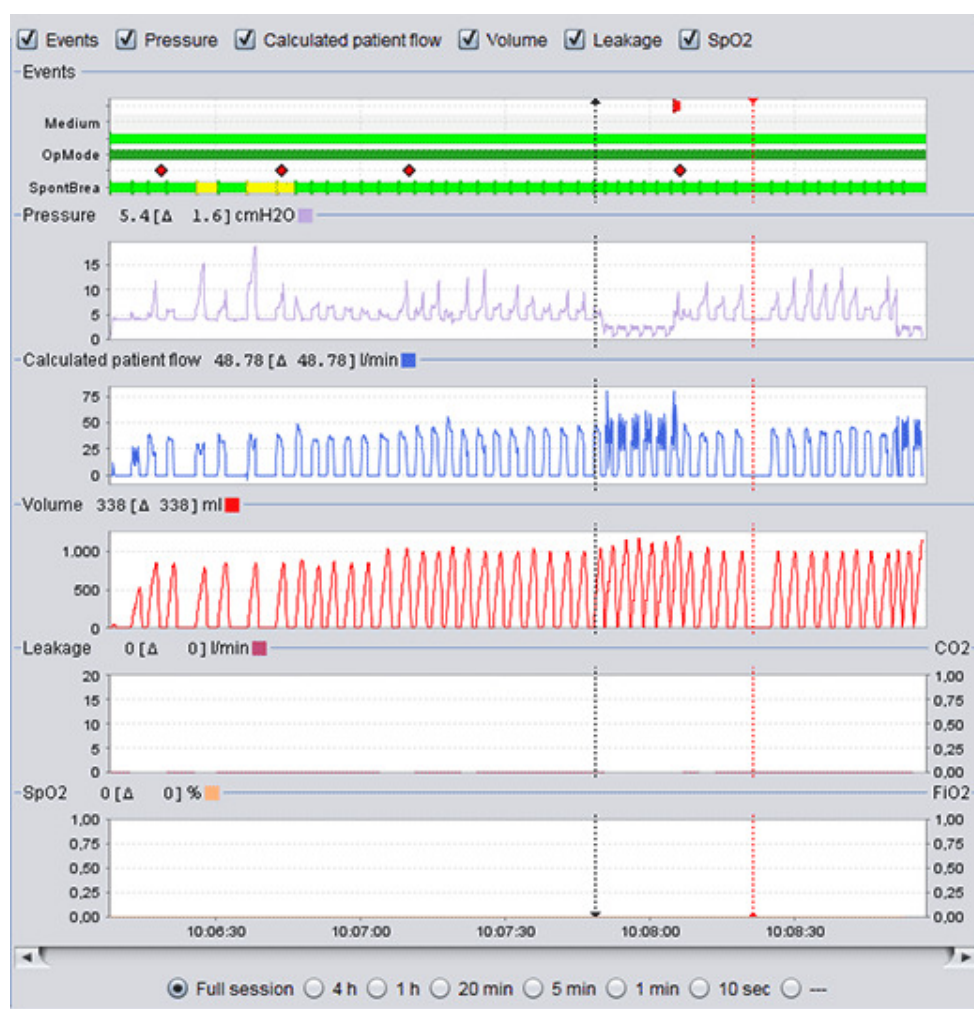 Events Pressure Calculated patient flow Volume Leakage SpO2
Events
Medium
OpMode
SpontBrea
Pressure 5.4[Δ 1.6] cmH2O
15
10
5
0
Calculated patient flow 48.78[Δ 48.78] l/min
75
50
25
0
Volume 338[Δ 338] ml
1.000
500
0
Leakage 0[Δ 0] l/min CO2
20 1,00
15 0,75
10 0,50
5 0,25
0 0,00
SpO2 0[Δ 0] % FiO2
1,00 1,00
0,75 0,75
0,50 0,50
0,25 0,25
0,00 0,00
10:06:30 10:07:00 10:07:30 10:08:00 10:08:30
Full session 4 h 1 h 20 min 5 min 1 min 10 sec ---